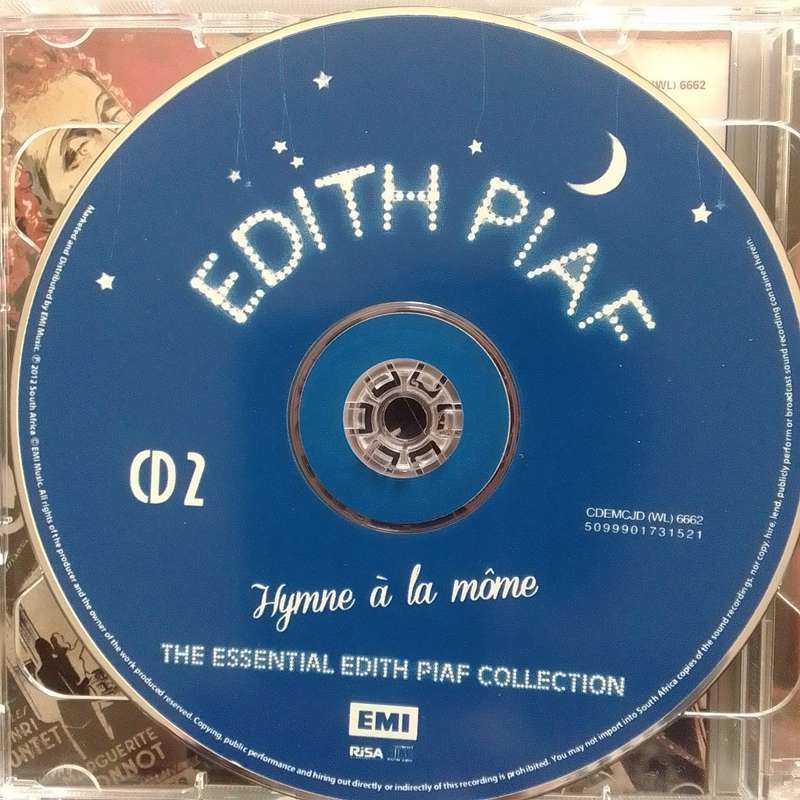 (WL) 6662
EDITH PIAF
CD 2
CDEMCJD (WL) 6662
5099901731521
Hymne à la môme
THE ESSENTIAL EDITH PIAF COLLECTION
EMI
RiSA
Marketed and Distributed by EMI Music. ℗ 2012 South Africa © EMI Music. All rights of the producer and the owner of the work produced reserved. Copying, public performance and hiring out directly or indirectly of this recording is prohibited. You may not import into South Africa copies of the sound recordings, nor copy, hire, lend, publicly perform or broadcast sound recording contained herein.